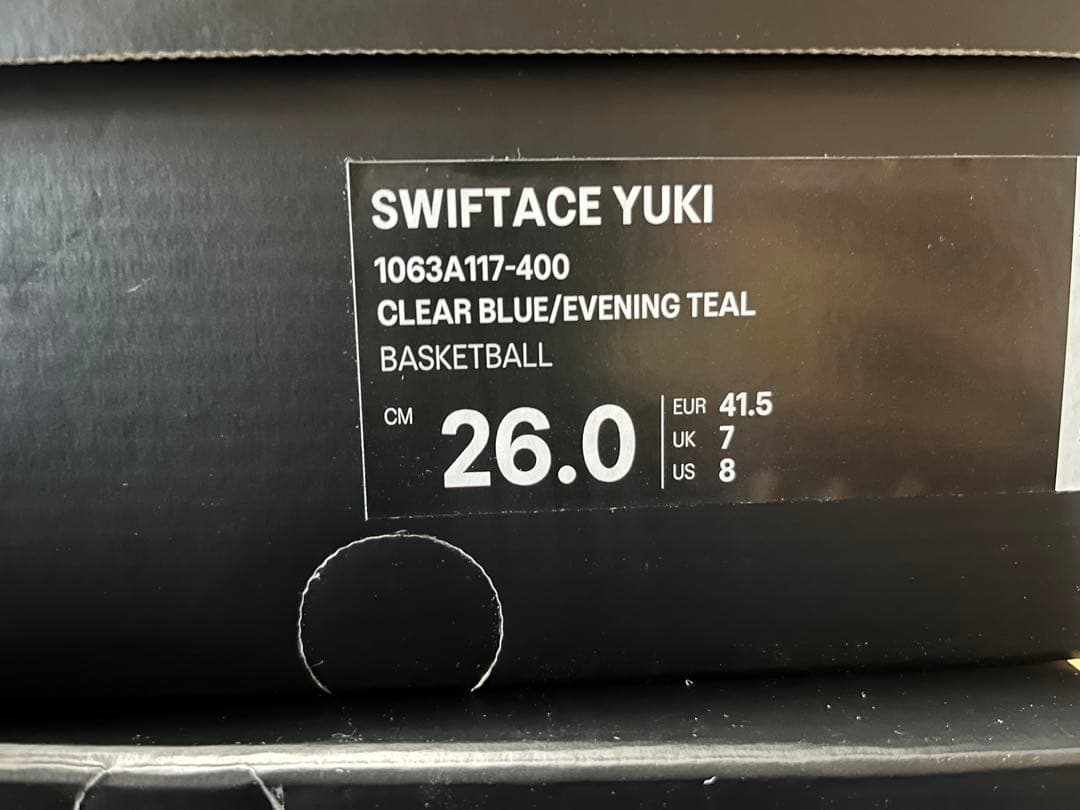 SWIFTACE YUKI
1063A117-400
CLEAR BLUE/EVENING TEAL
BASKETBALL
CM 26.0
EUR 41.5
UK 7
US 8